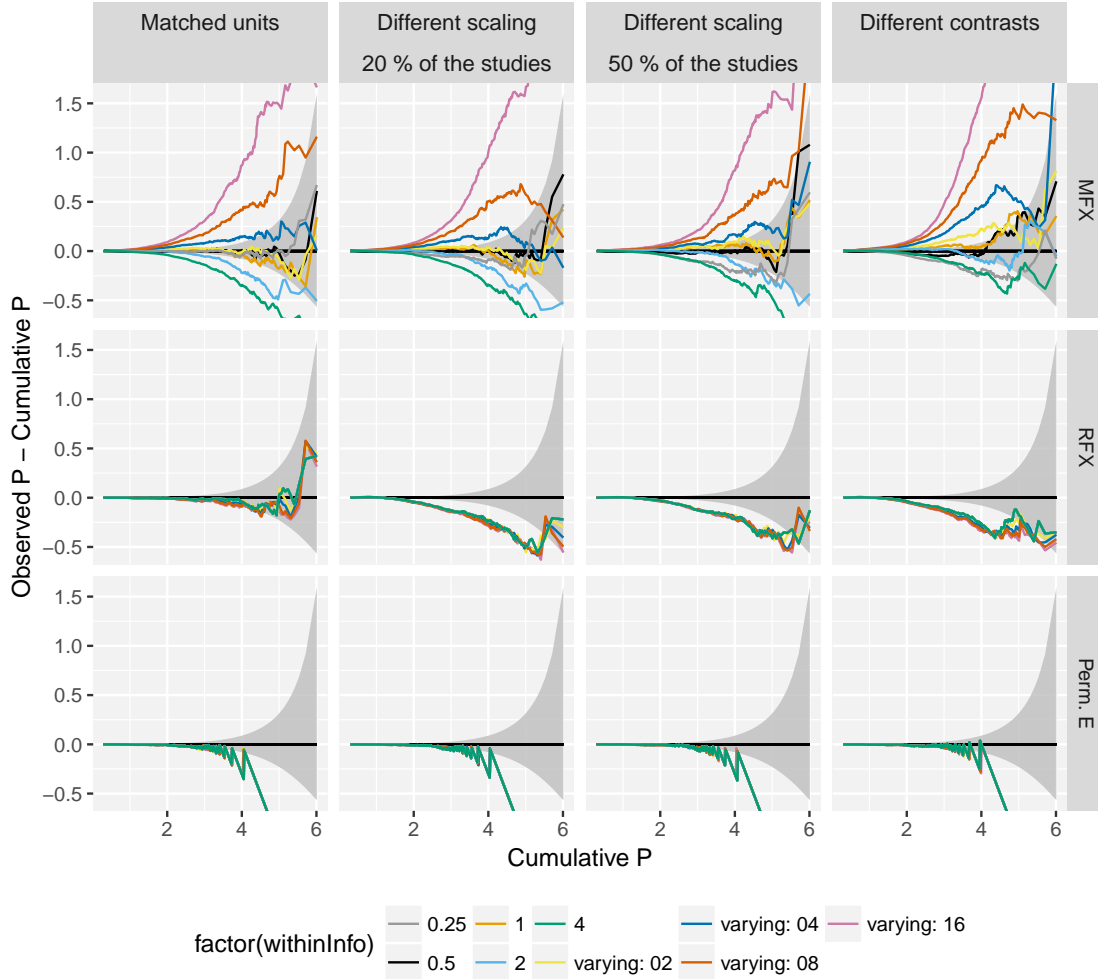 Matched units
Different scaling
20 % of the studies
Different scaling
50 % of the studies
Different contrasts
Observed P − Cumulative P
1.5
1.0
0.5
0.0
−0.5
MFX
1.5
1.0
0.5
0.0
−0.5
RFX
1.5
1.0
0.5
0.0
−0.5
Perm. E
2 4 6 2 4 6 2 4 6 2 4 6
Cumulative P
factor(withinInfo)
0.25 1 4 varying: 04 varying: 16
0.5 2 varying: 02 varying: 08